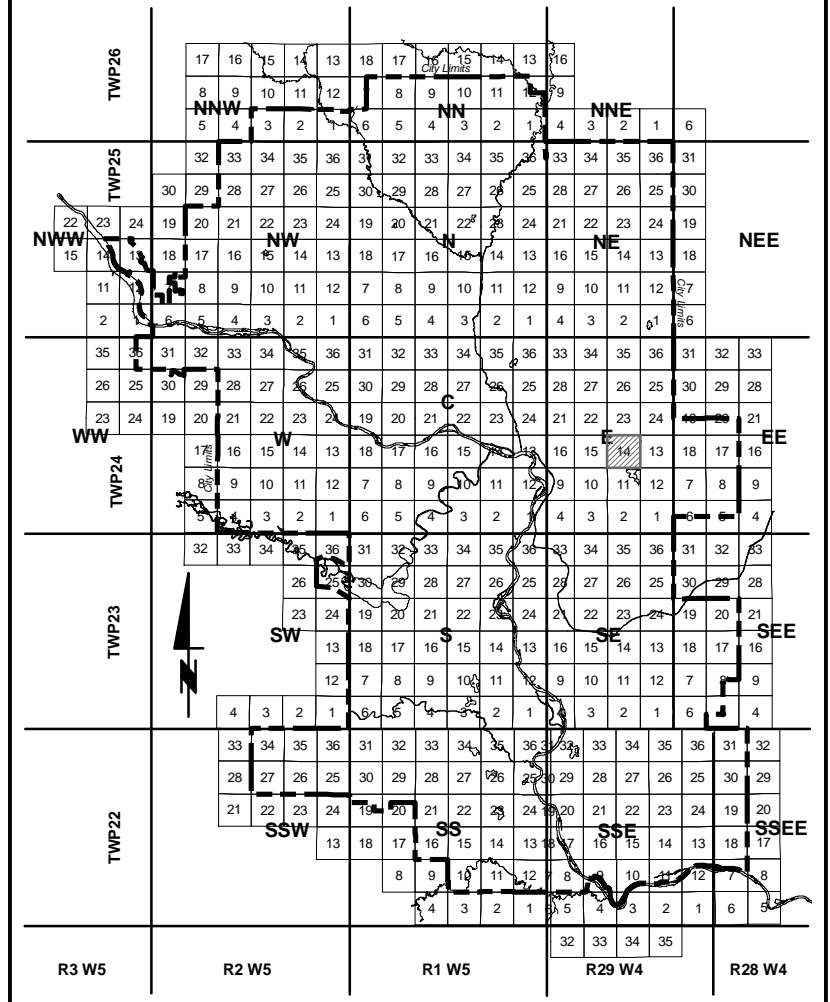 TWP26
17 16 15 14 13 18 17 16 15 14 13 16
City Limits
8 9 10 11 12 8 9 10 11 12 9
NNW NN NNE
5 4 3 2 1 6 5 4 3 2 1 4 3 2 1 6
TWP25
32 33 34 35 36 31 32 33 34 35 36 33 34 35 36 31
30 29 28 27 26 25 30 29 28 27 26 25 28 27 26 25 30
22 23 24 19 20 21 22 23 24 19 20 21 22 23 24 21 22 23 24 19
NWW NW N NE NEE
15 14 13 18 17 16 15 14 13 18 17 16 15 14 13 16 15 14 13 18
11 8 9 10 11 12 7 8 9 10 11 12 9 10 11 12 7
City Limits
2 6 5 4 3 2 1 6 5 4 3 2 1 4 3 2 1 6
35 36 31 32 33 34 35 36 31 32 33 34 35 36 33 34 35 36 31 32 33
26 25 30 29 28 27 26 25 30 29 28 27 26 25 28 27 26 25 30 29 28
C
23 24 19 20 21 22 23 24 19 20 21 22 23 24 21 22 23 24 19 20 21
WW W E EE
TWP24
17 16 15 14 13 18 17 16 15 14 13 16 15 14 13 18 17 16
City Limits
8 9 10 11 12 7 8 9 10 11 12 9 10 11 12 7 8 9
5 4 3 2 1 6 5 4 3 2 1 4 3 2 1 6 5 4
32 33 34 35 36 31 32 33 34 35 36 33 34 35 36 31 32 33
26 25 30 29 28 27 26 25 28 27 26 25 30 29 28
TWP23
23 24 19 20 21 22 23 24 21 22 23 24 19 20 21
SW S SE SEE
13 18 17 16 15 14 13 16 15 14 13 18 17 16
N
12 7 8 9 10 11 12 9 10 11 12 7 8 9
4 3 2 1 6 5 4 3 2 1 4 3 2 1 6 4
33 34 35 36 31 32 33 34 35 36 31 32 33 34 35 36 31 32
28 27 26 25 30 29 28 27 26 25 30 29 28 27 26 25 30 29
21 22 23 24 19 20 21 22 23 24 19 20 21 22 23 24 19 20
TWP22
SSW SS SSE SSEE
13 18 17 16 15 14 13 18 17 16 15 14 13 18 17
8 9 10 11 12 7 8 9 10 11 12 7 8
4 3 2 1 5 4 3 2 1 6 5
32 33 34 35
R3 W5 R2 W5 R1 W5 R29 W4 R28 W4